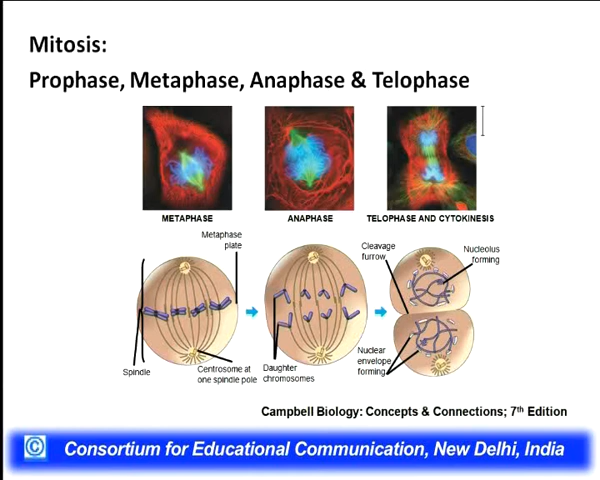 Mitosis:
Prophase, Metaphase, Anaphase & Telophase
METAPHASE
ANAPHASE
TELOPHASE AND CYTOKINESIS
Metaphase
plate
Cleavage
furrow
Nucleolus
forming
Spindle
Centrosome at
one spindle pole
Daughter
chromosomes
Nuclear
envelope
forming
Campbell Biology: Concepts & Connections; 7th Edition
© Consortium for Educational Communication, New Delhi, India